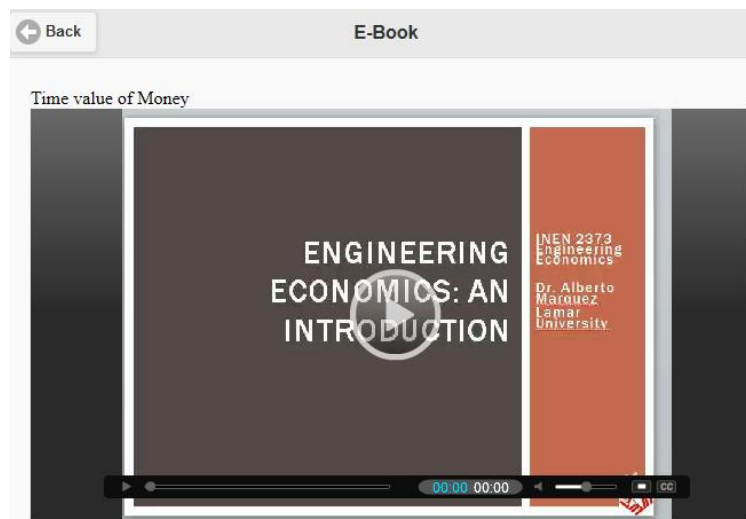 Back
E-Book
Time value of Money
ENGINEERING
ECONOMICS: AN
INTRODUCTION
INEN 2373
Engineering
Economics
Dr. Alberto
Marquez
Lamar
University
00:00 00:00
CC